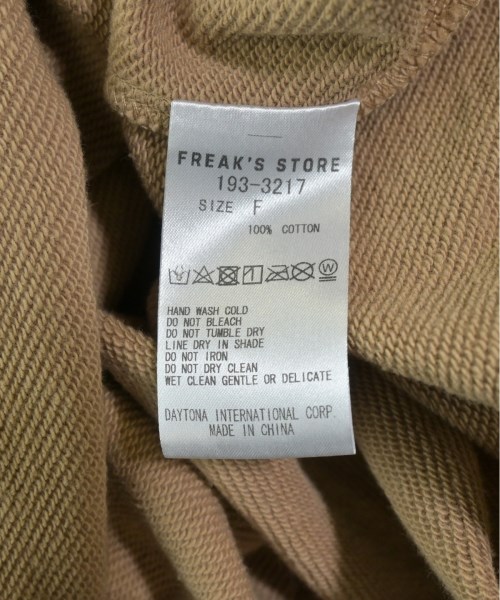 FREAK'S STORE
193-3217
SIZE F
100% COTTON
HAND WASH COLD
DO NOT BLEACH
DO NOT TUMBLE DRY
LINE DRY IN SHADE
DO NOT IRON
DO NOT DRY CLEAN
WET CLEAN GENTLE OR DELICATE
DAYTONA INTERNATIONAL CORP.
MADE IN CHINA